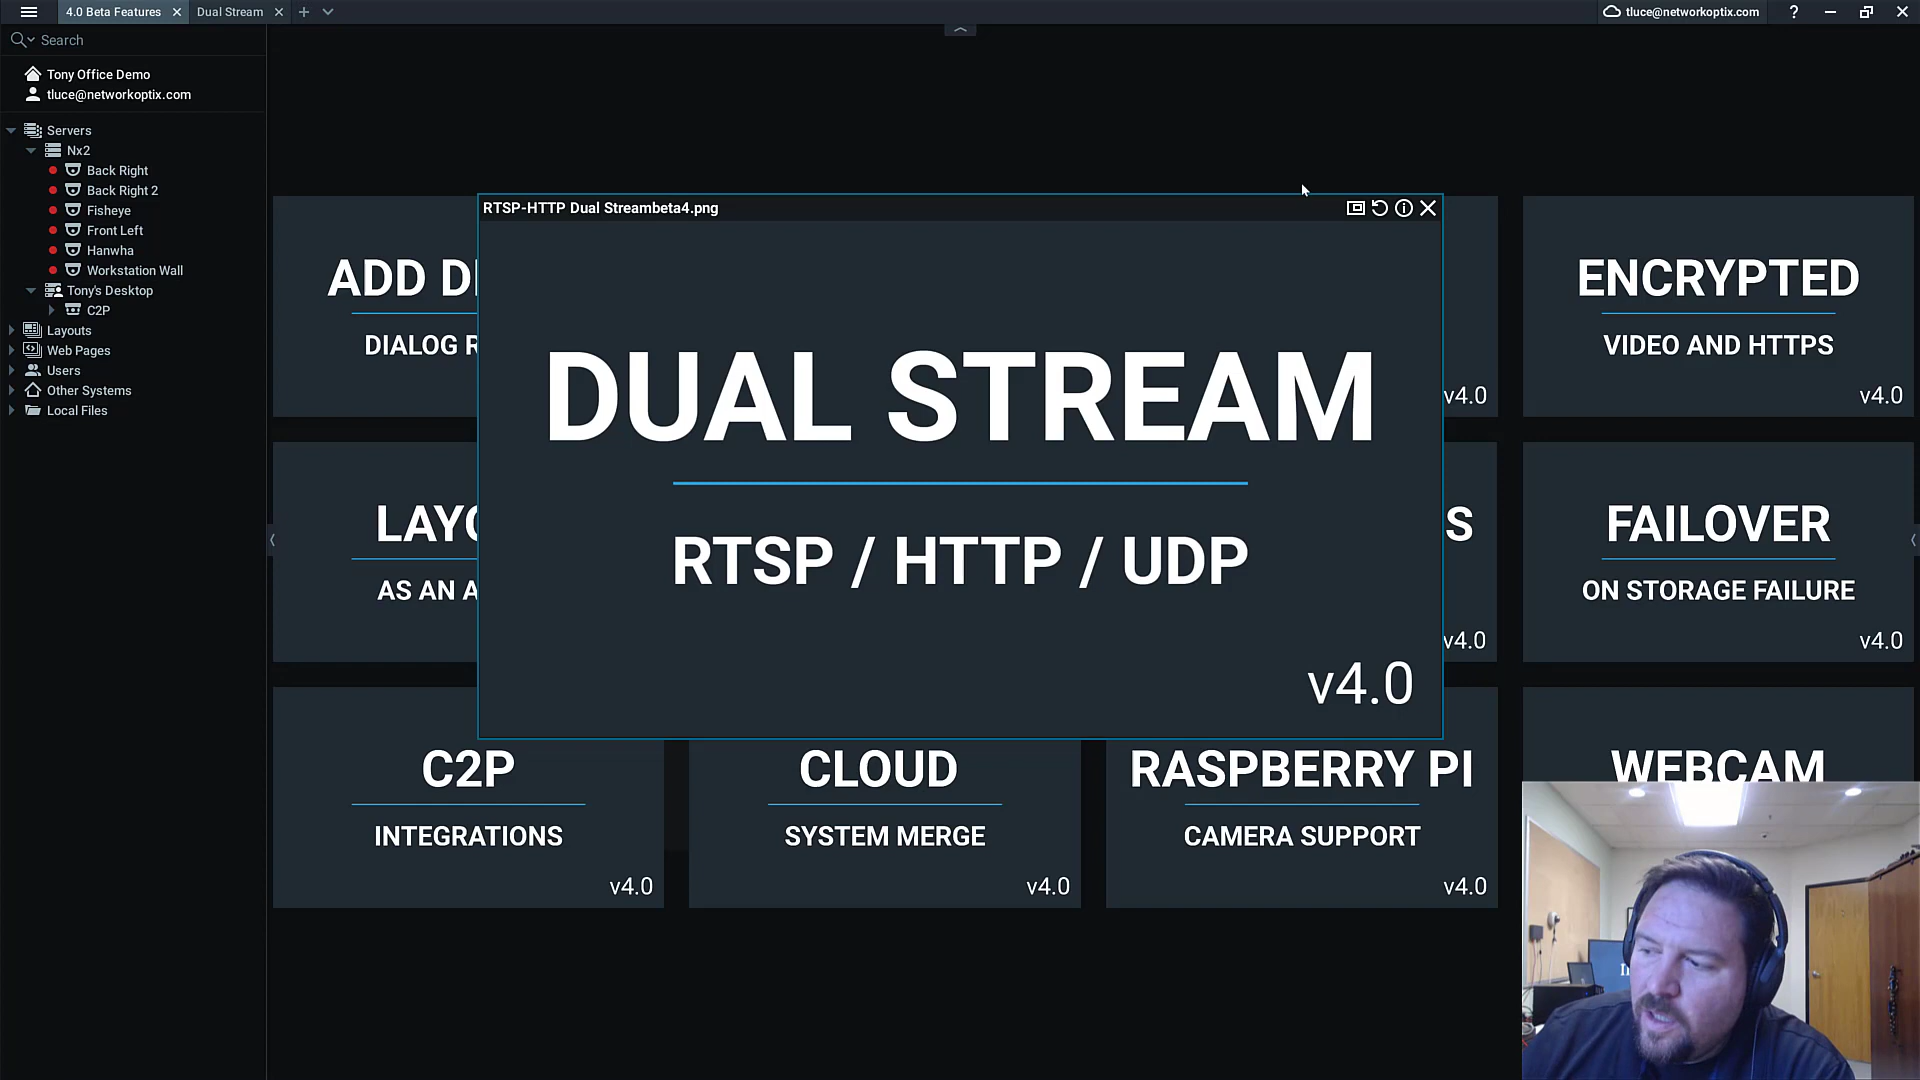 4.0 Beta Features
Dual Stream
tluce@networkoptix.com
?
Search
Tony Office Demo
tluce@networkoptix.com
Servers
Nx2
Back Right
Back Right 2
Fisheye
Front Left
Hanwha
Workstation Wall
Tony's Desktop
C2P
Layouts
Web Pages
Users
Other Systems
Local Files
RTSP-HTTP Dual Streambeta4.png
DUAL STREAM
RTSP / HTTP / UDP
v4.0
ADD D
DIALOG R
v4.0
ENCRYPTED
VIDEO AND HTTPS
v4.0
LAYO
AS AN A
S
v4.0
FAILOVER
ON STORAGE FAILURE
v4.0
C2P
INTEGRATIONS
v4.0
CLOUD
SYSTEM MERGE
v4.0
RASPBERRY PI
CAMERA SUPPORT
v4.0
WEBCAM